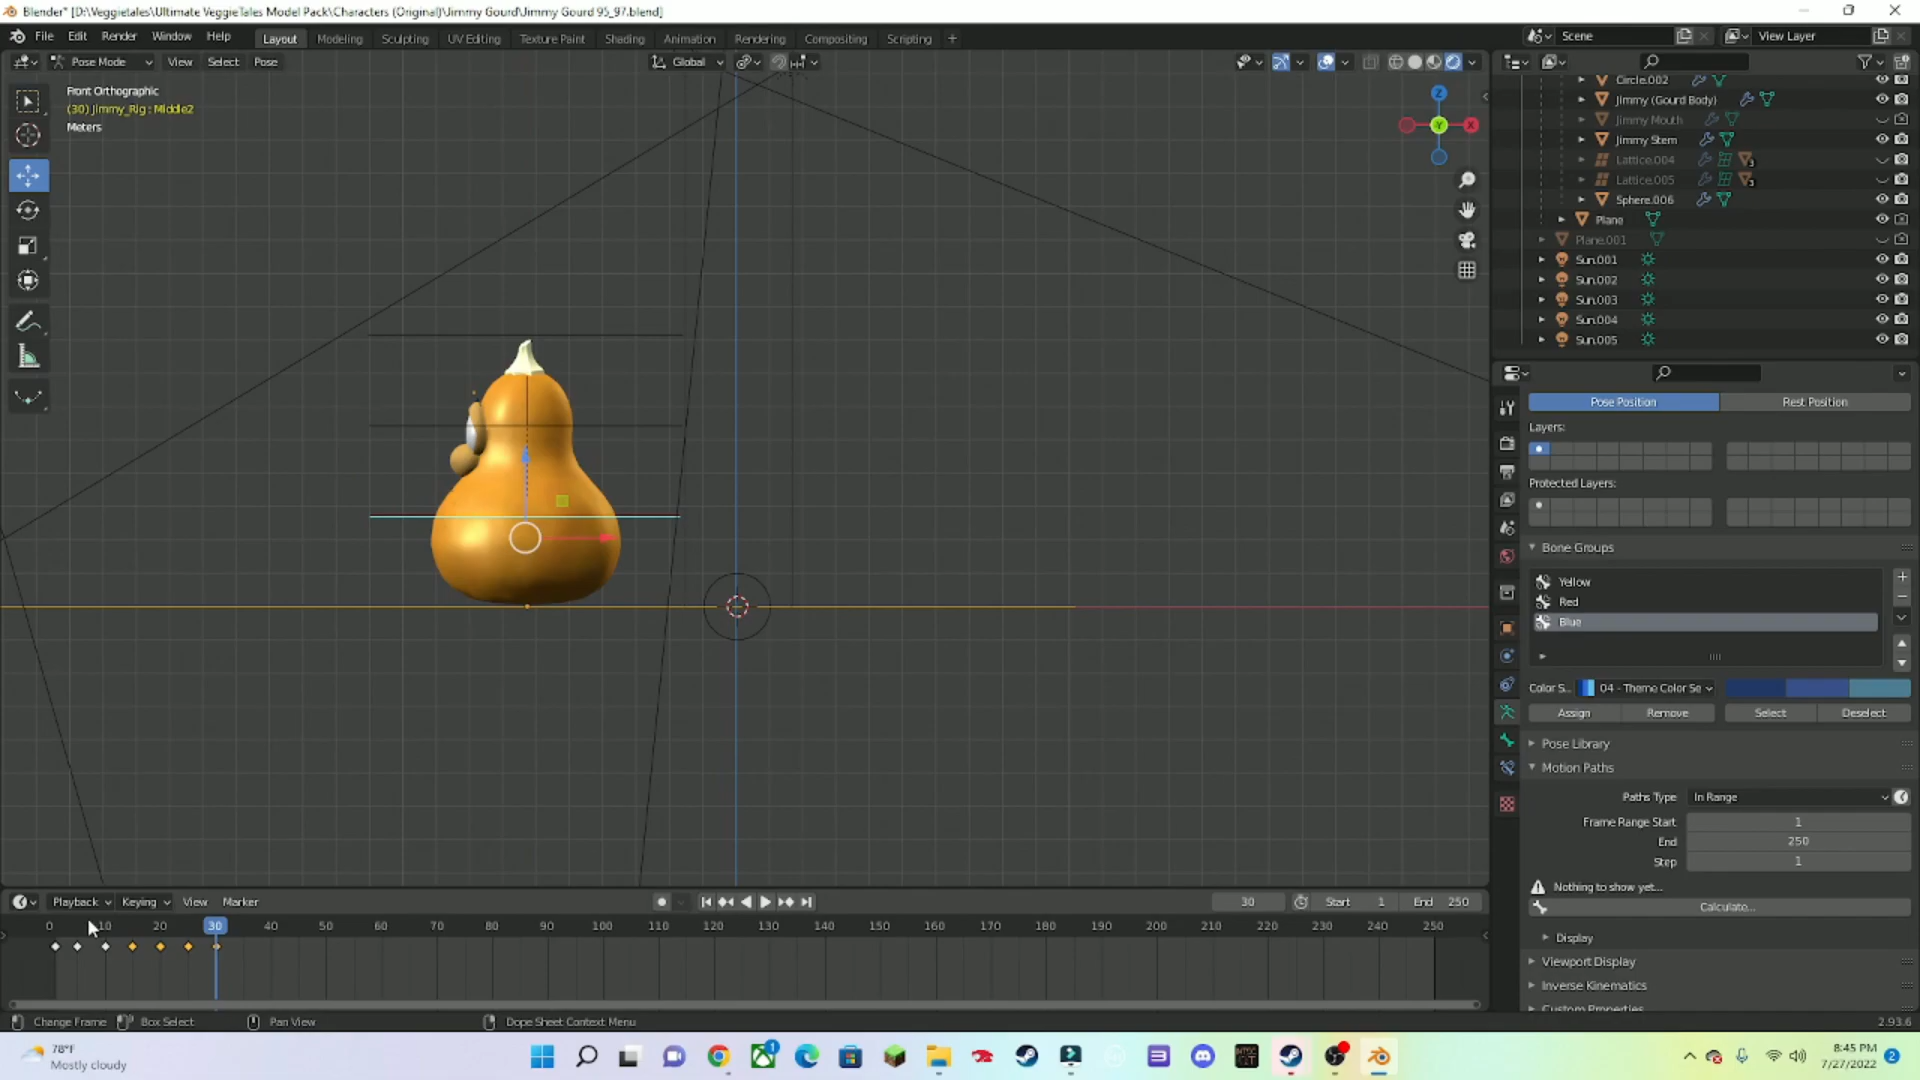 Blender* [D:\Veggietales\Ultimate VeggieTales Model Pack\Characters (Original)\Jimmy Gourd\Jimmy Gourd 95_97.blend]
File Edit Render Window Help Layout Modeling Sculpting UV Editing Texture Paint Shading Animation Rendering Compositing Scripting +
Scene View Layer
Pose Mode View Select Pose Global
Front Orthographic
(30) Jimmy_Rig : Middle2
Meters
Z
Y
X
Circle.002
Jimmy (Gourd Body)
Jimmy Mouth
Jimmy Stem
Lattice.004 3
Lattice.005 3
Sphere.006
Plane
Plane.001
Sun.001
Sun.002
Sun.003
Sun.004
Sun.005
Pose Position Rest Position
Layers:
Protected Layers:
Bone Groups
Yellow
Red
Blue
Color S... 04 - Theme Color Se
Assign Remove Select Deselect
Pose Library
Motion Paths
Paths Type In Range
Frame Range Start 1
End 250
Step 1
Nothing to show yet...
Calculate...
Display
Viewport Display
Inverse Kinematics
Custom Properties
Playback Keying View Marker 30 Start 1 End 250
0 10 20 30 40 50 60 70 80 90 100 110 120 130 140 150 160 170 180 190 200 210 220 230 240 250
Change Frame Box Select Pan View Dope Sheet Context Menu 2.93.6
78°F
Mostly cloudy
1
8:45 PM
7/27/2022
2